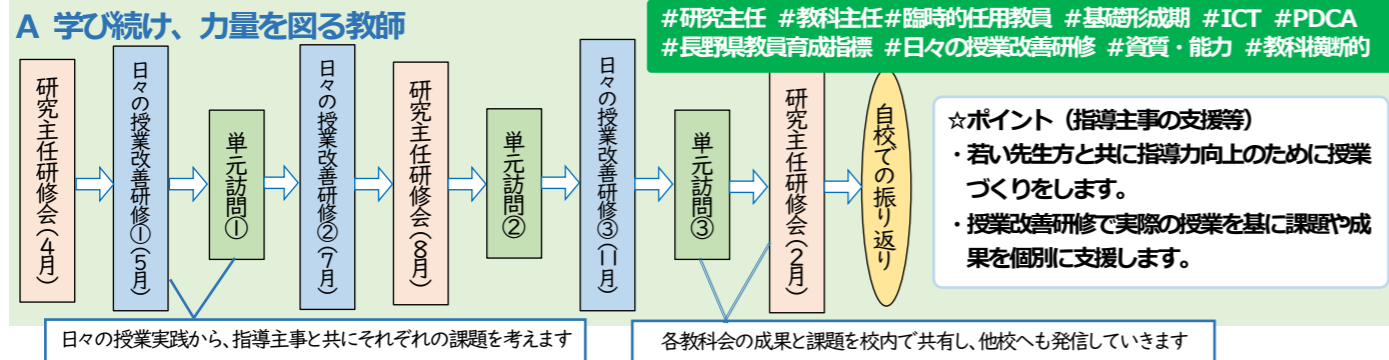 A 学び続け、力量を図る教師
#研究主任 #教科主任#臨時的任用教員 #基礎形成期 #ICT #PDCA
#長野県教員育成指標 #日々の授業改善研修 #資質・能力 #教科横断的
研究主任研修会(4月)
日々の授業改善研修①(5月)
単元訪問①
日々の授業改善研修②(7月)
研究主任研修会(8月)
単元訪問②
日々の授業改善研修③(11月)
単元訪問③
研究主任研修会(2月)
自校での振り返り
☆ポイント(指導主事の支援等)
・若い先生方と共に指導力向上のために授業
づくりをします。
・授業改善研修で実際の授業を基に課題や成
果を個別に支援します。
日々の授業実践から、指導主事と共にそれぞれの課題を考えます
各教科会の成果と課題を校内で共有し、他校へも発信していきます